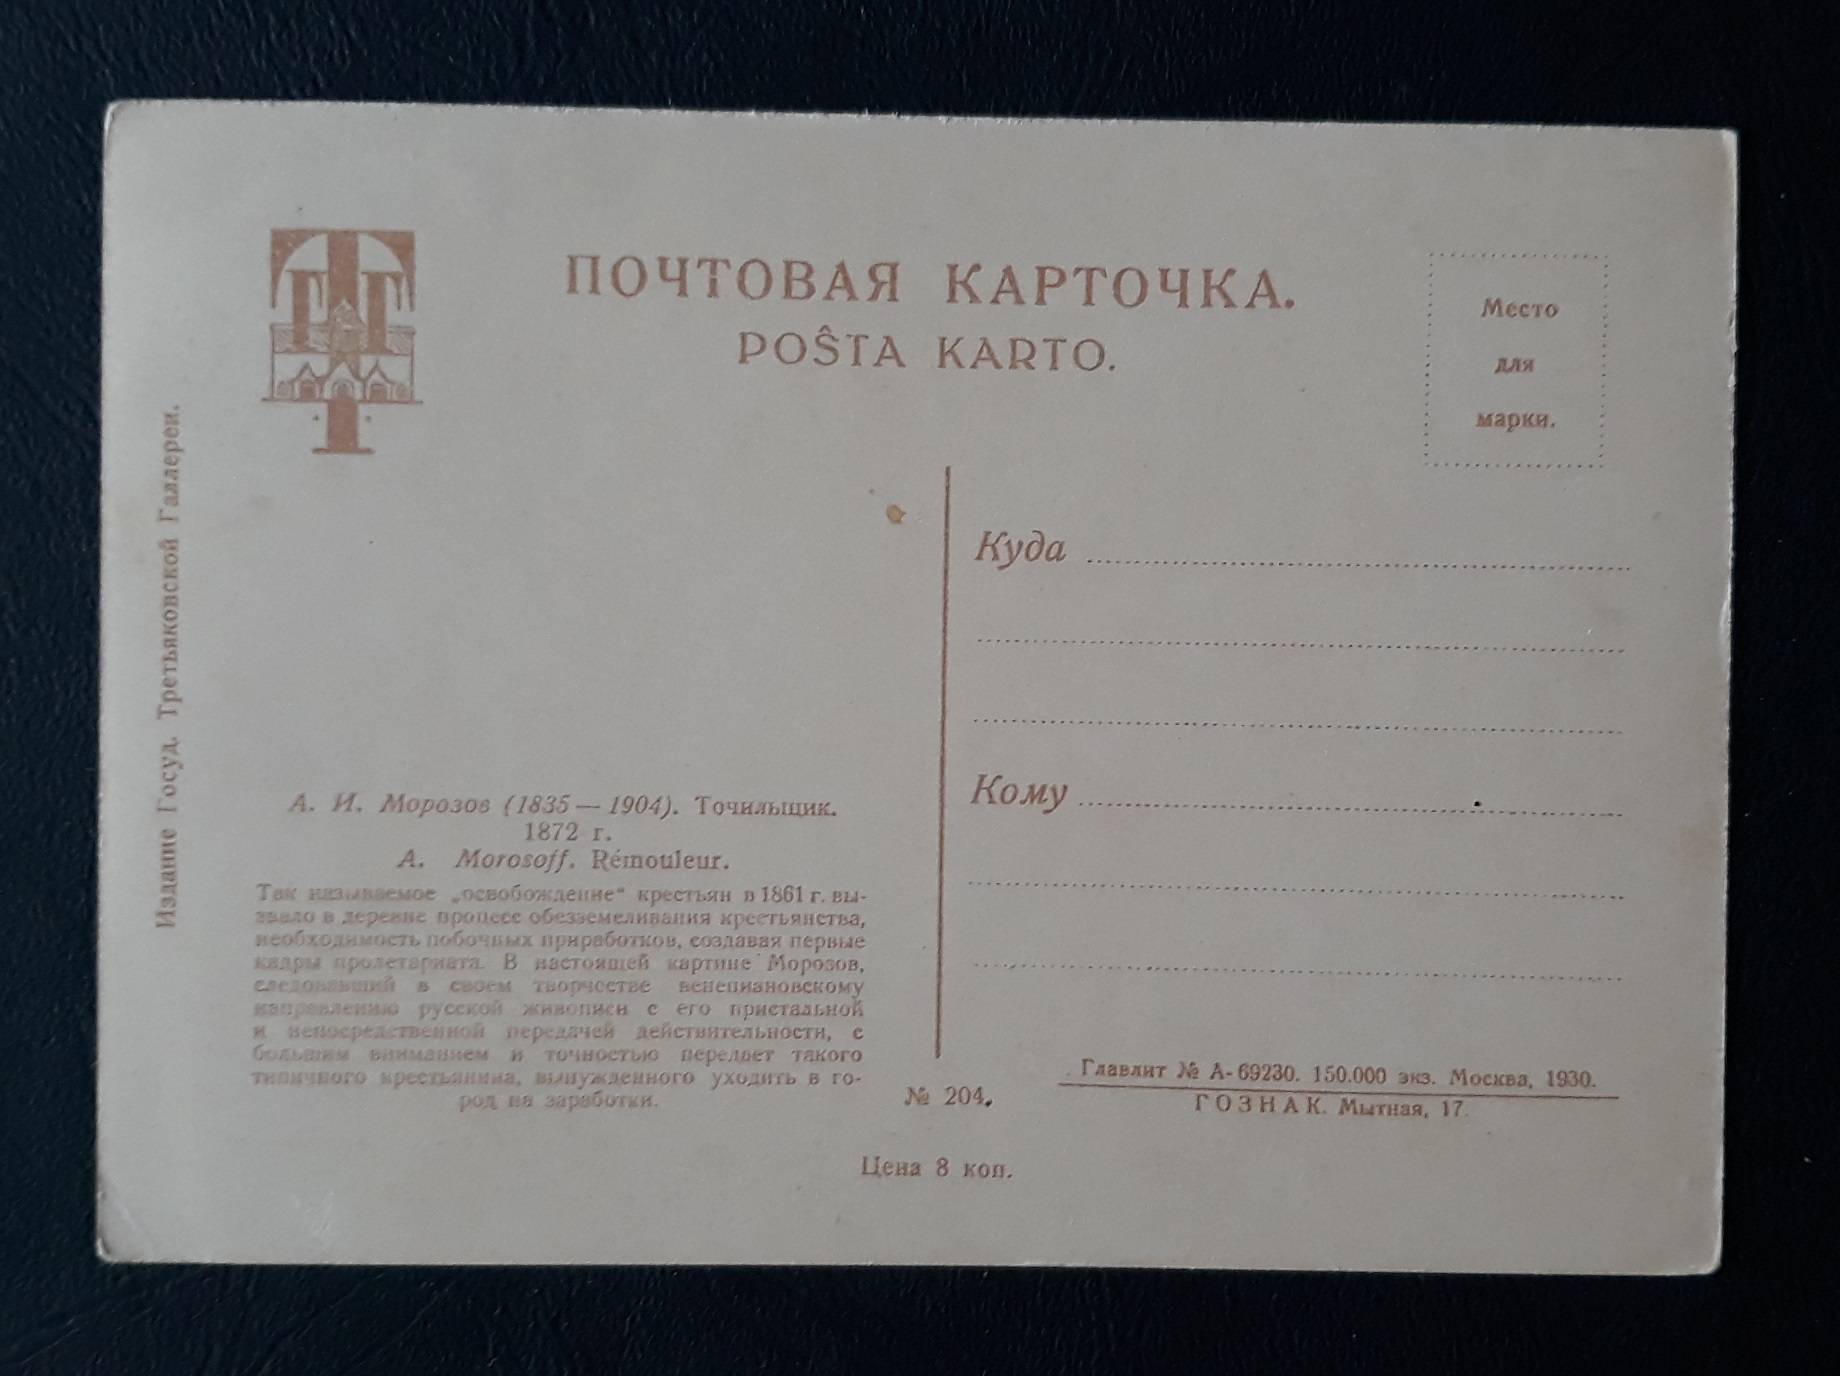 ГТГ
ПОЧТОВАЯ КАРТОЧКА.
POŜTA KARTO.
Место
для
марки.
Издание Госуд. Третьяковской Галлереи.
Куда
Кому
А. И. Морозов (1835 — 1904). Точильщик.
1872 г.
A. Morosoff. Rémouleur.
Так называемое „освобождение“ крестьян в 1861 г. вы-
звало в деревне процесс обезземеливания крестьянства,
необходимость побочных приработков, создавая первые
кадры пролетариата. В настоящей картине Морозов,
следовавший в своем творчестве венециановскому
направлению русской живописи с его пристальной
и непосредственной передачей действительности, с
большим вниманием и точностью передает такого
типичного крестьянина, вынужденного уходить в го-
род на заработки.
№ 204.
Главлит № А-69230. 150.000 экз. Москва, 1930.
ГОЗНАК. Мытная, 17.
Цена 8 коп.